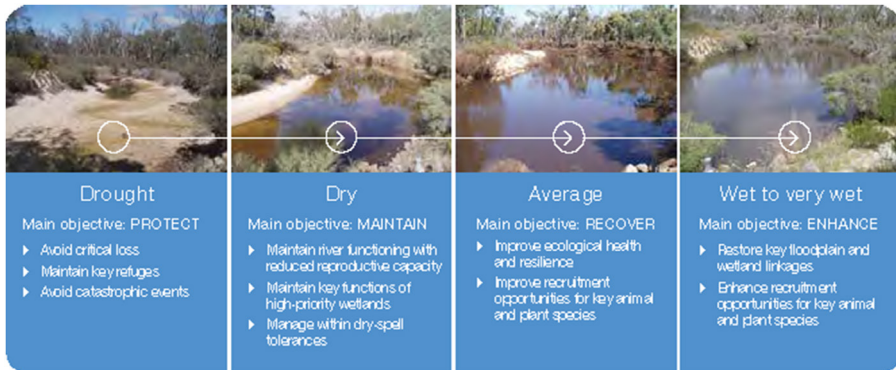 Drought
Main objective: PROTECT
Avoid critical loss
Maintain key refuges
Avoid catastrophic events
Dry
Main objective: MAINTAIN
Maintain river functioning with
reduced reproductive capacity
Maintain key functions of
high-priority wetlands
Manage within dry-spell
tolerances
Average
Main objective: RECOVER
Improve ecological health
and resilience
Improve recruitment
opportunities for key animal
and plant species
Wet to very wet
Main objective: ENHANCE
Restore key floodplain and
wetland linkages
Enhance recruitment
opportunities for key animal
and plant species